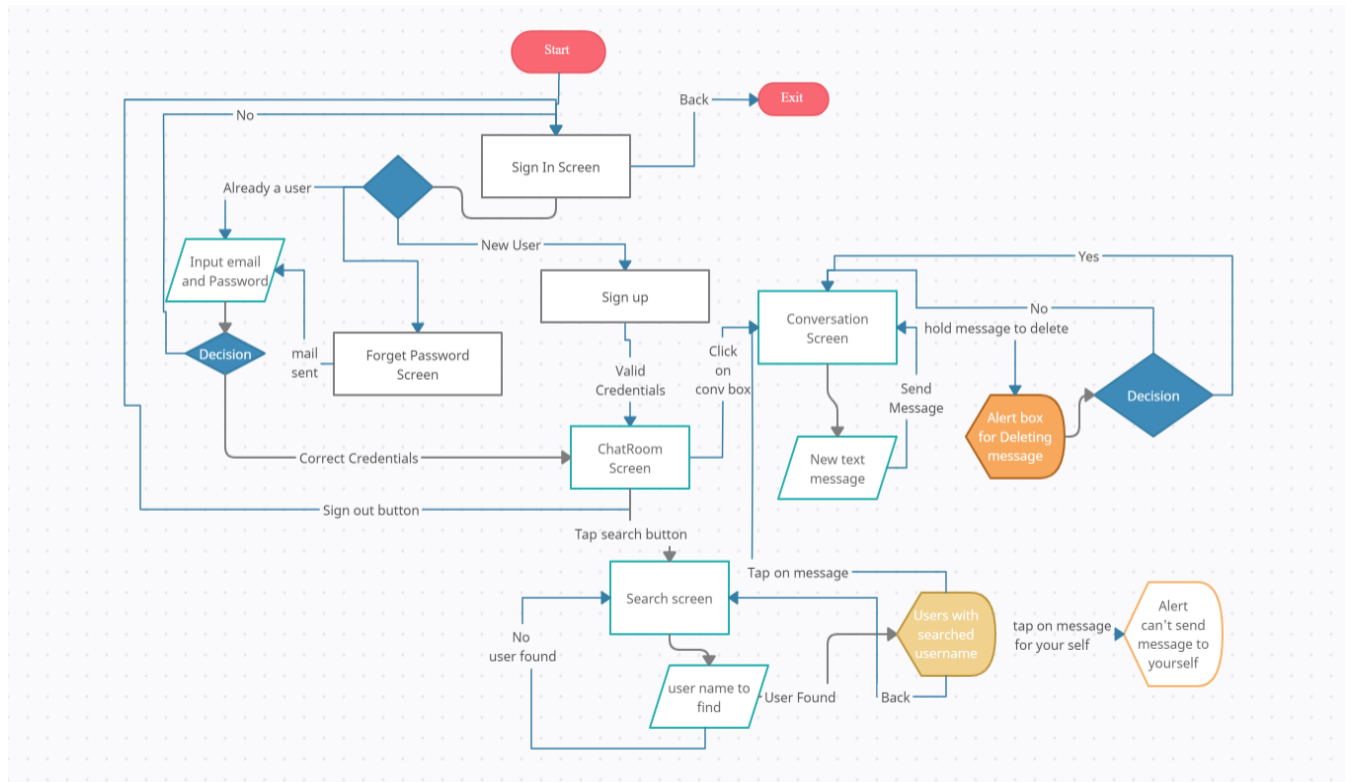 Start
Back
Exit
No
Sign In Screen
Already a user
New User
Input email
and Password
Sign up
Decision
mail
sent
Forget Password
Screen
Valid
Credentials
Click
on
conv box
Conversation
Screen
Yes
No
hold message to delete
Send
Message
Alert box
for Deleting
message
Decision
New text
message
Correct Credentials
ChatRoom
Screen
Sign out button
Tap search button
Search screen
Tap on message
No
user found
user name to
find
User Found
Back
Users with
searched
username
tap on message
for your self
Alert
can't send
message to
yourself